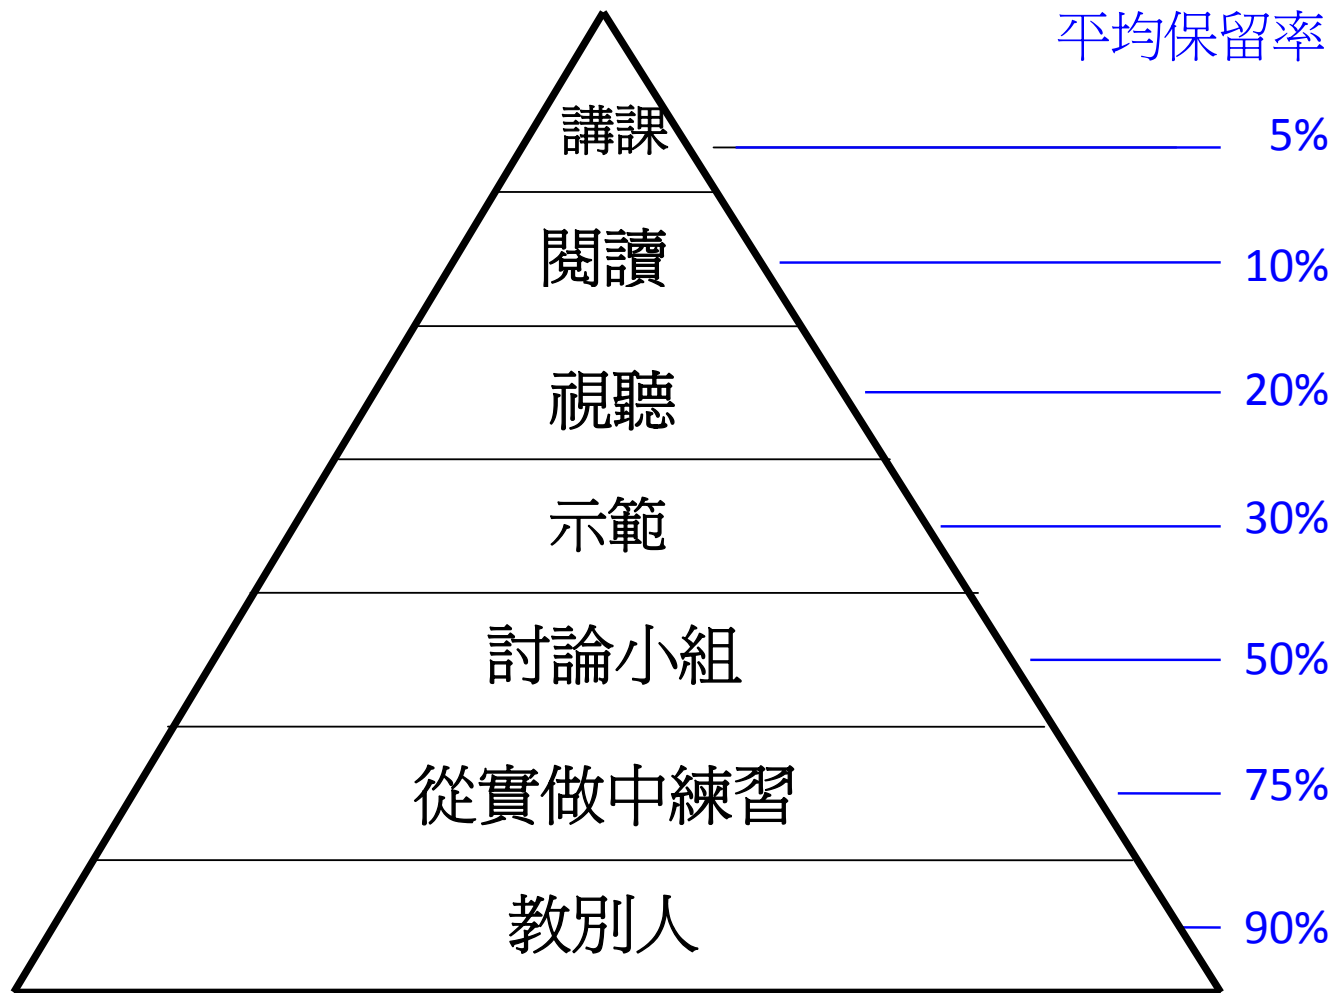 平均保留率
講課 5%
閱讀 10%
視聽 20%
示範 30%
討論小組 50%
從實做中練習 75%
教別人 90%